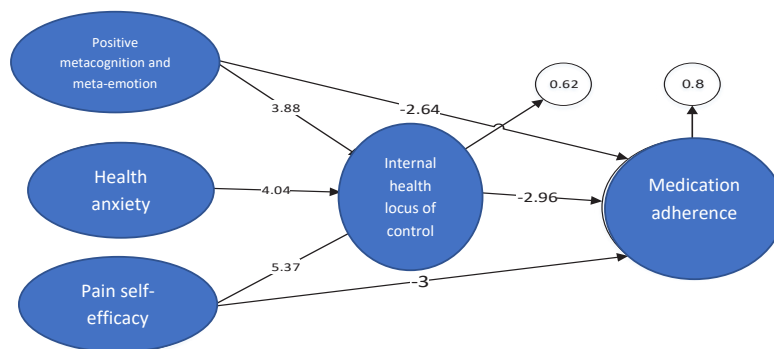 Positive
metacognition and
meta-emotion
0.62
0.8
-2.64
3.88
Internal
health
locus of
control
Health
anxiety
4.04
-2.96
Medication
adherence
5.37
Pain self-
efficacy
-3